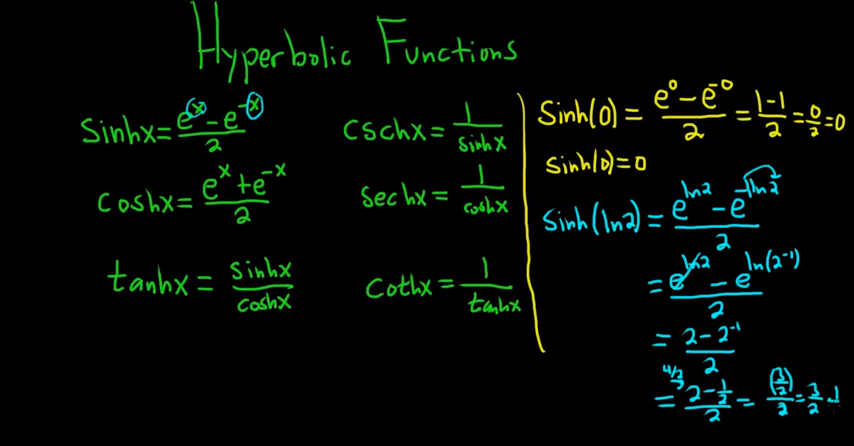 Hyperbolic Functions
Sinhx = (e^x - e^-x)/2
cschx = 1/sinhx
coshx = (e^x + e^-x)/2
sechx = 1/coshx
tanhx = sinhx/coshx
cothx = 1/tanhx
Sinh(0) = (e^0 - e^-0)/2 = (1-1)/2 = 0/2 = 0
sinh(0) = 0
Sinh(ln2) = (e^ln2 - e^-1ln2)/2
= (e^ln2 - e^ln(2^-1))/2
= (2 - 2^-1)/2
4/2
= (2 - 1/2)/2 = (3/2)/2 = 3/2 · 1